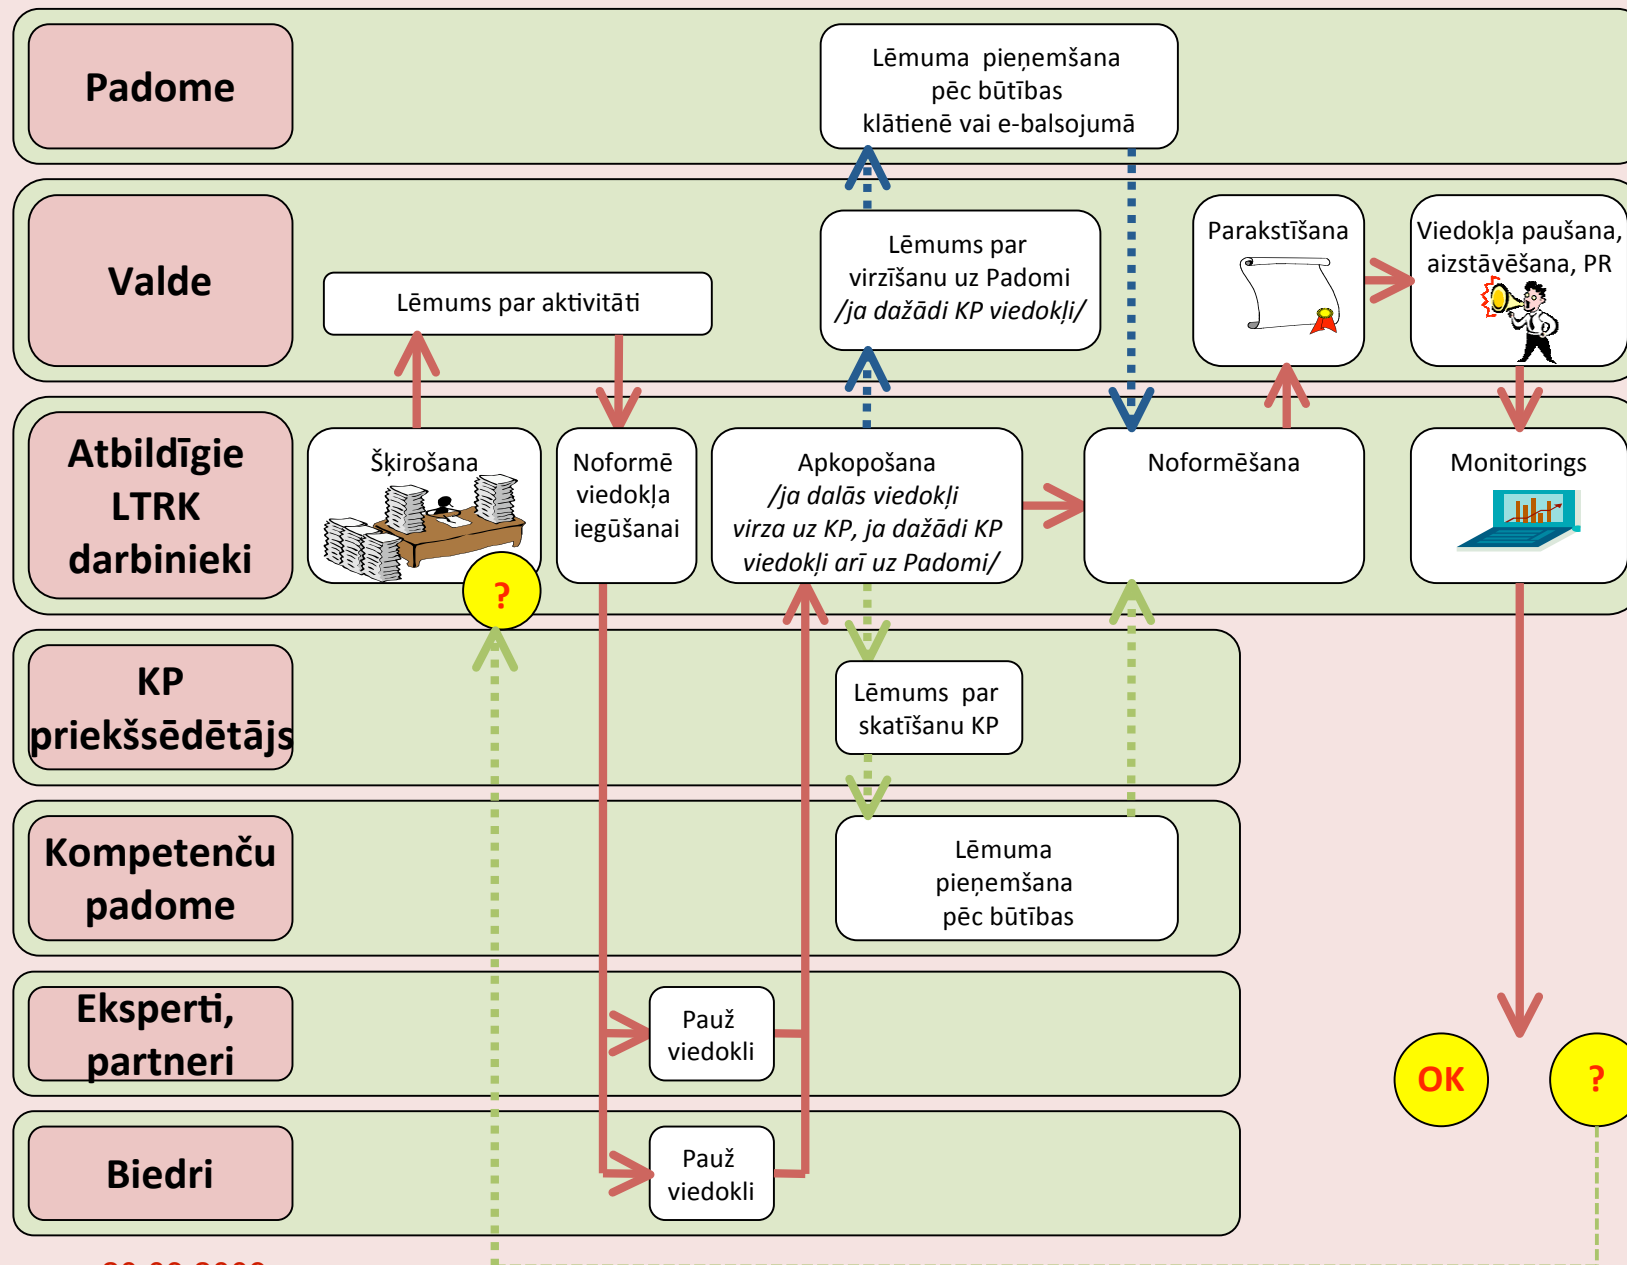 Padome
Lēmuma pieņemšana
pēc būtības
klātienē vai e-balsojumā
Valde
Lēmums par aktivitāti
Lēmums par
virzīšanu uz Padomi
/ja dažādi KP viedokļi/
Parakstīšana
Viedokļa paušana,
aizstāvēšana, PR
Atbildīgie
LTRK
darbinieki
Šķirošana
?
Noformē
viedokļa
iegūšanai
Apkopošana
/ja dalās viedokļi
virza uz KP, ja dažādi KP
viedokļi arī uz Padomi/
Noformēšana
Monitorings
KP
priekšsēdētājs
Lēmums par
skatīšanu KP
Kompetenču
padome
Lēmuma
pieņemšana
pēc būtības
Eksperti,
partneri
Pauž
viedokli
OK
?
Biedri
Pauž
viedokli